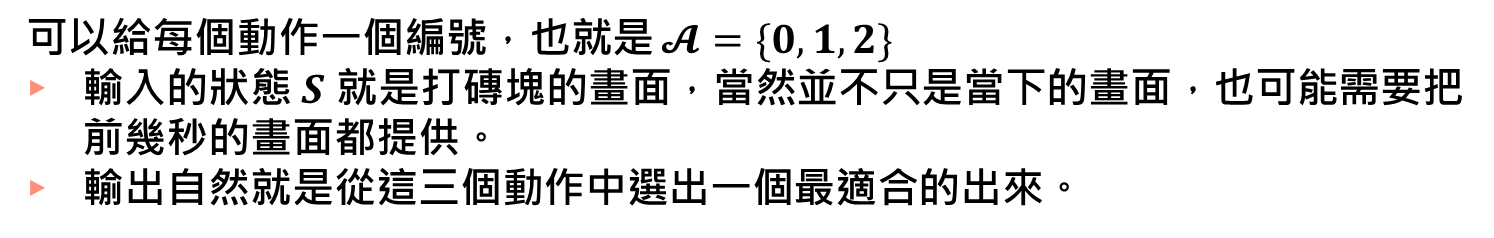 可以給每個動作一個編號，也就是 𝓐 = {𝟎, 𝟏, 𝟐}
▸ 輸入的狀態 𝑺 就是打磚塊的畫面，當然並不只是當下的畫面，也可能需要把
前幾秒的畫面都提供。
▸ 輸出自然就是從這三個動作中選出一個最適合的出來。